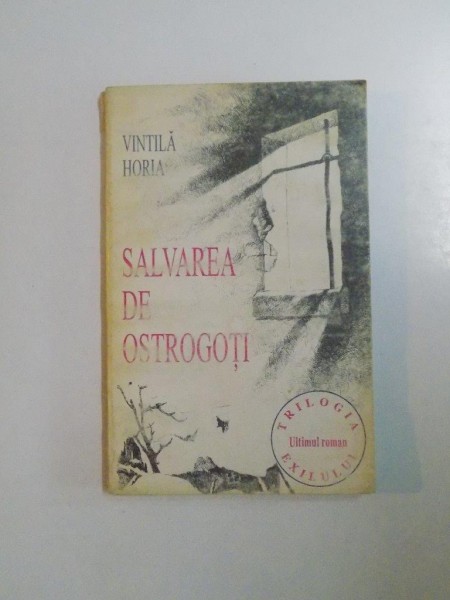 VINTILĂ
HORIA
SALVAREA
DE
OSTROGOȚI
TRILOGIA
Ultimul roman
EXILULUI